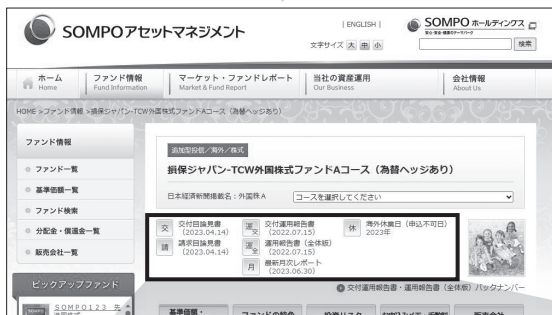 SOMPOアセットマネジメント
| ENGLISH |
SOMPO ホールディングス
安心・安全・健康のテーマパーク
文字サイズ 大 中 小
検索
ホーム
Home
ファンド情報
Fund Information
マーケット・ファンドレポート
Market & Fund Report
当社の資産運用
Our Business
会社情報
About Us
HOME >ファンド情報 >損保ジャパン-TCW外国株式ファンドAコース（為替ヘッジあり）
ファンド情報
ファンド一覧
基準価額一覧
ファンド検索
分配金・償還金一覧
販売会社一覧
ピックアップファンド
SOMPO123 先
追加型投信／海外／株式
損保ジャパン-TCW外国株式ファンドAコース（為替ヘッジあり）
日本経済新聞掲載名：外国株A
コースを選択してください
交 交付目論見書
（2023.04.14）
請 請求目論見書
（2023.04.14）
運交 交付運用報告書
（2022.07.15）
運全 運用報告書（全体版）
（2022.07.15）
月 最新月次レポート
（2023.06.30）
休 海外休業日（申込不可日）
2023年
交付運用報告書・運用報告書（全体版）バックナンバー
基準価額・
ファンドの特色
投資リスク
販売会社